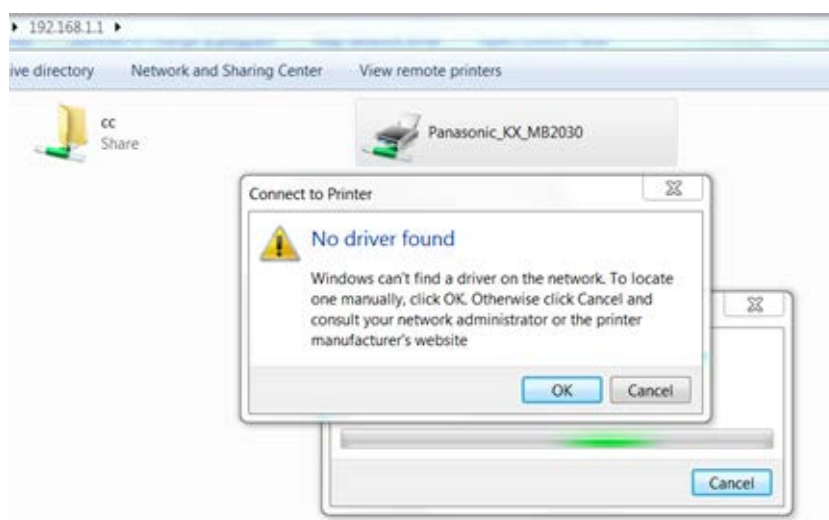 192.168.1.1
ive directory Network and Sharing Center View remote printers
cc
Share
Panasonic_KX_MB2030
Connect to Printer
No driver found
Windows can't find a driver on the network. To locate
one manually, click OK. Otherwise click Cancel and
consult your network administrator or the printer
manufacturer's website
OK Cancel
Cancel